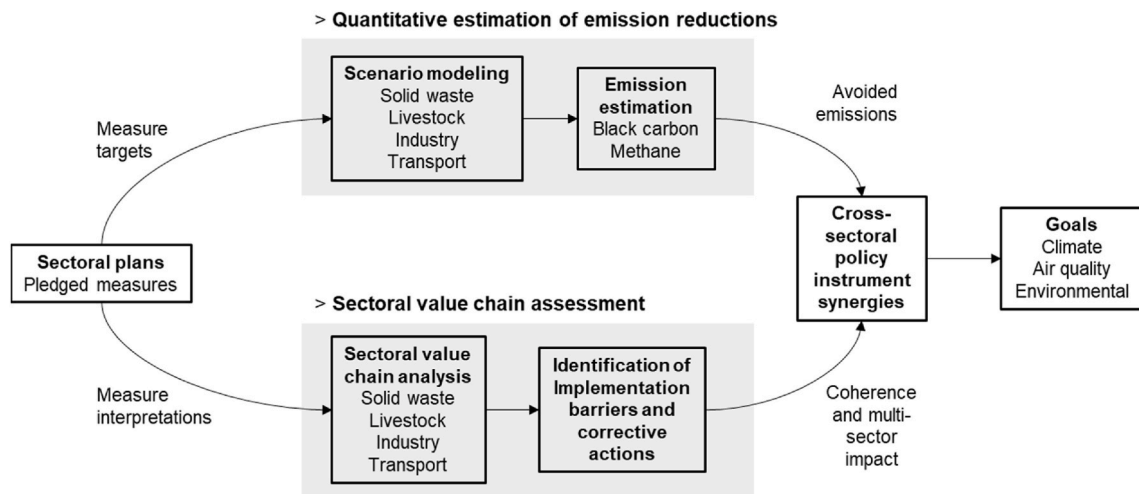 > Quantitative estimation of emission reductions
Scenario modeling
Solid waste
Livestock
Industry
Transport
Emission
estimation
Black carbon
Methane
Avoided
emissions
Measure
targets
Sectoral plans
Pledged measures
Cross-
sectoral
policy
instrument
synergies
Goals
Climate
Air quality
Environmental
> Sectoral value chain assessment
Measure
interpretations
Sectoral value
chain analysis
Solid waste
Livestock
Industry
Transport
Identification of
Implementation
barriers and
corrective
actions
Coherence
and multi-
sector
impact